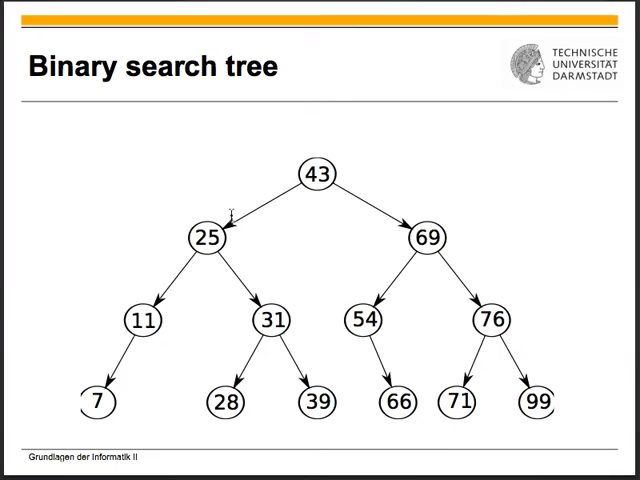 Binary search tree
TECHNISCHE
UNIVERSITÄT
DARMSTADT
43
25
69
11
31
54
76
7
28
39
66
71
99
Grundlagen der Informatik II